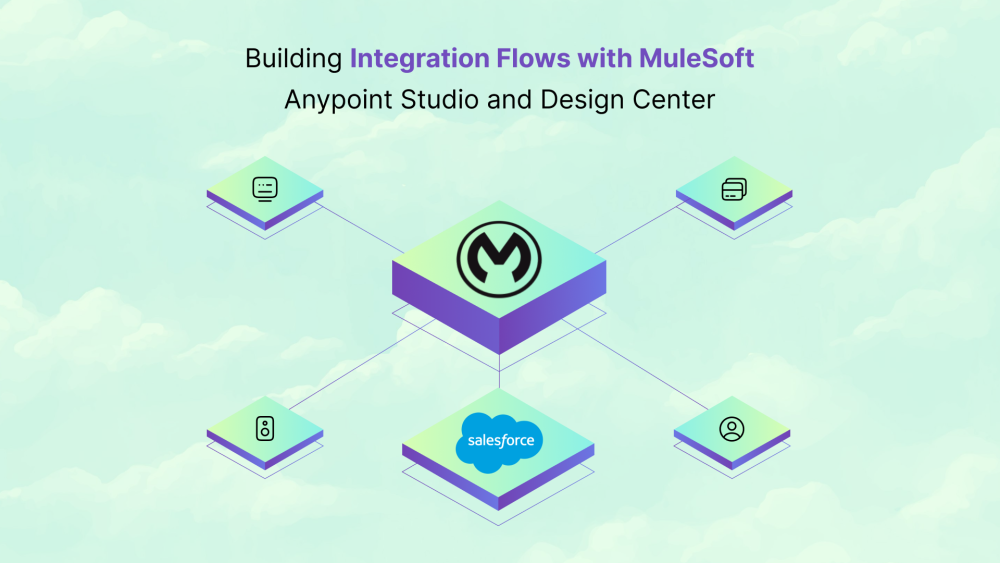 Building Integration Flows with MuleSoft
Anypoint Studio and Design Center
salesforce